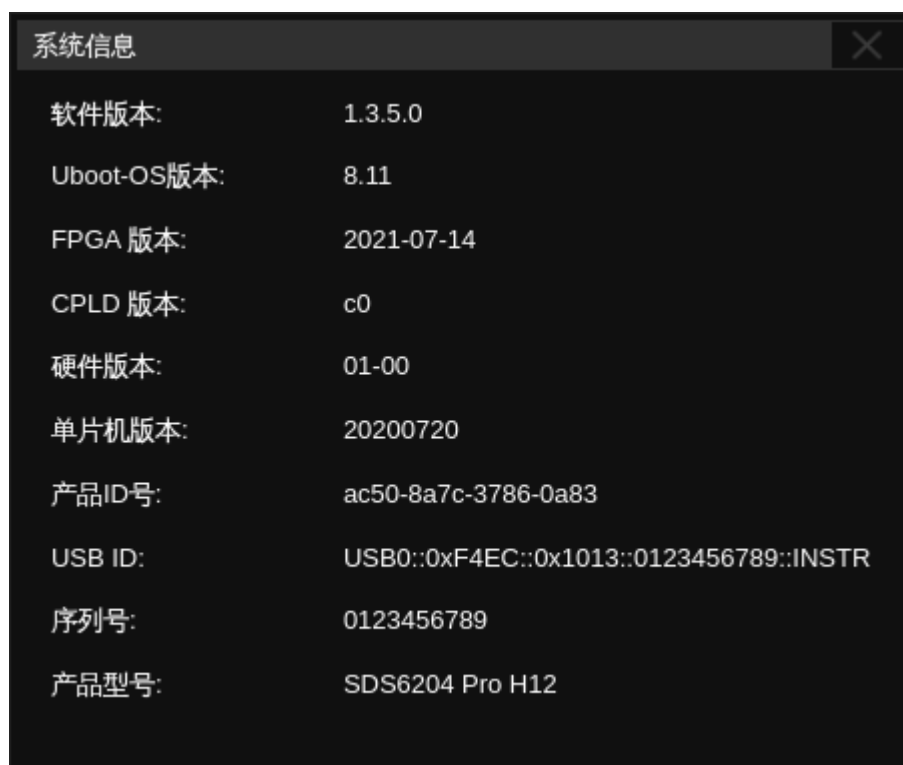 系统信息
软件版本: 1.3.5.0
Uboot-OS版本: 8.11
FPGA 版本: 2021-07-14
CPLD 版本: c0
硬件版本: 01-00
单片机版本: 20200720
产品ID号: ac50-8a7c-3786-0a83
USB ID: USB0::0xF4EC::0x1013::0123456789::INSTR
序列号: 0123456789
产品型号: SDS6204 Pro H12